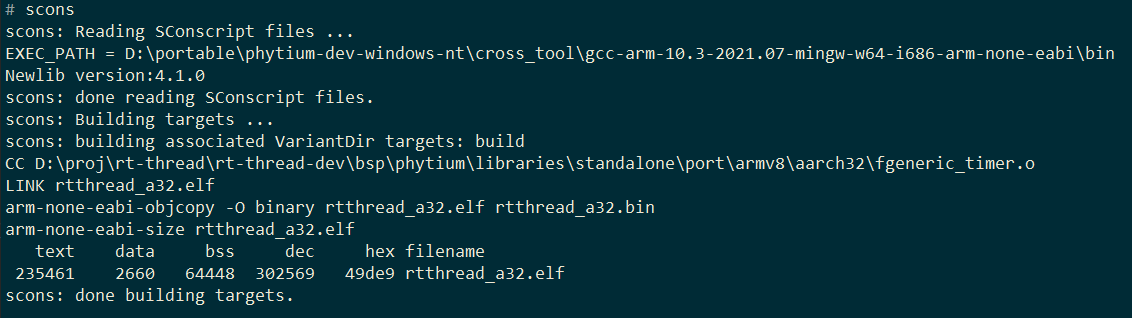 # scons
scons: Reading SConscript files ...
EXEC_PATH = D:\portable\phytium-dev-windows-nt\cross_tool\gcc-arm-10.3-2021.07-mingw-w64-i686-arm-none-eabi\bin
Newlib version:4.1.0
scons: done reading SConscript files.
scons: Building targets ...
scons: building associated VariantDir targets: build
CC D:\proj\rt-thread\rt-thread-dev\bsp\phytium\libraries\standalone\port\armv8\aarch32\fgeneric_timer.o
LINK rtthread_a32.elf
arm-none-eabi-objcopy -O binary rtthread_a32.elf rtthread_a32.bin
arm-none-eabi-size rtthread_a32.elf
   text    data     bss     dec     hex filename
 235461    2660   64448  302569   49de9 rtthread_a32.elf
scons: done building targets.